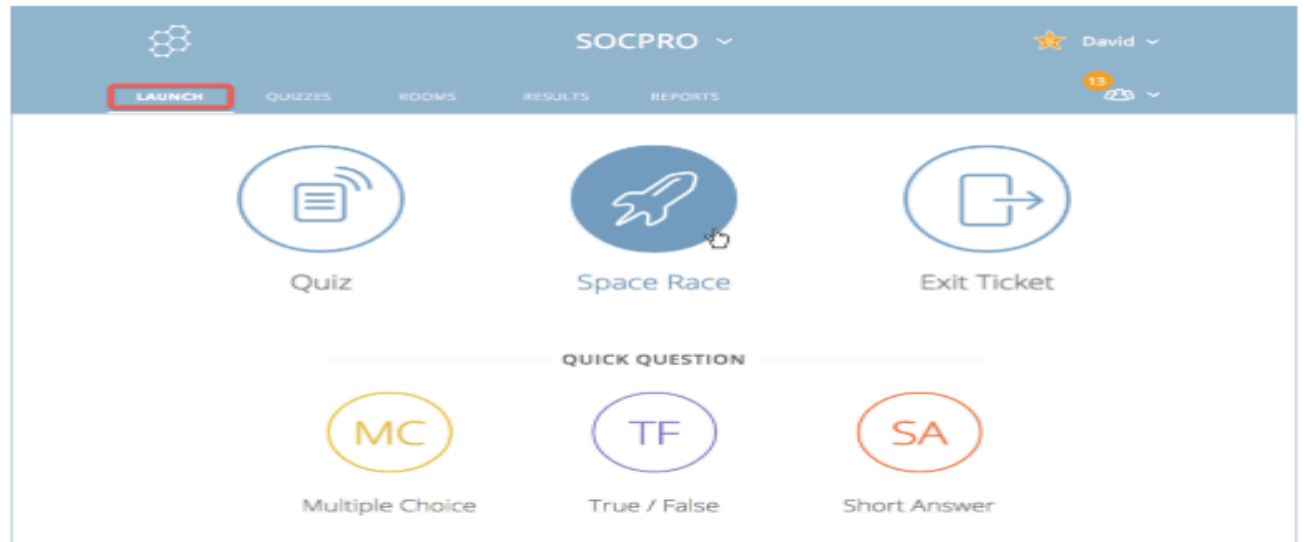 SOCPRO
David
13
LAUNCH QUIZZES ROOMS RESULTS REPORTS
Quiz Space Race Exit Ticket
QUICK QUESTION
MC TF SA
Multiple Choice True / False Short Answer